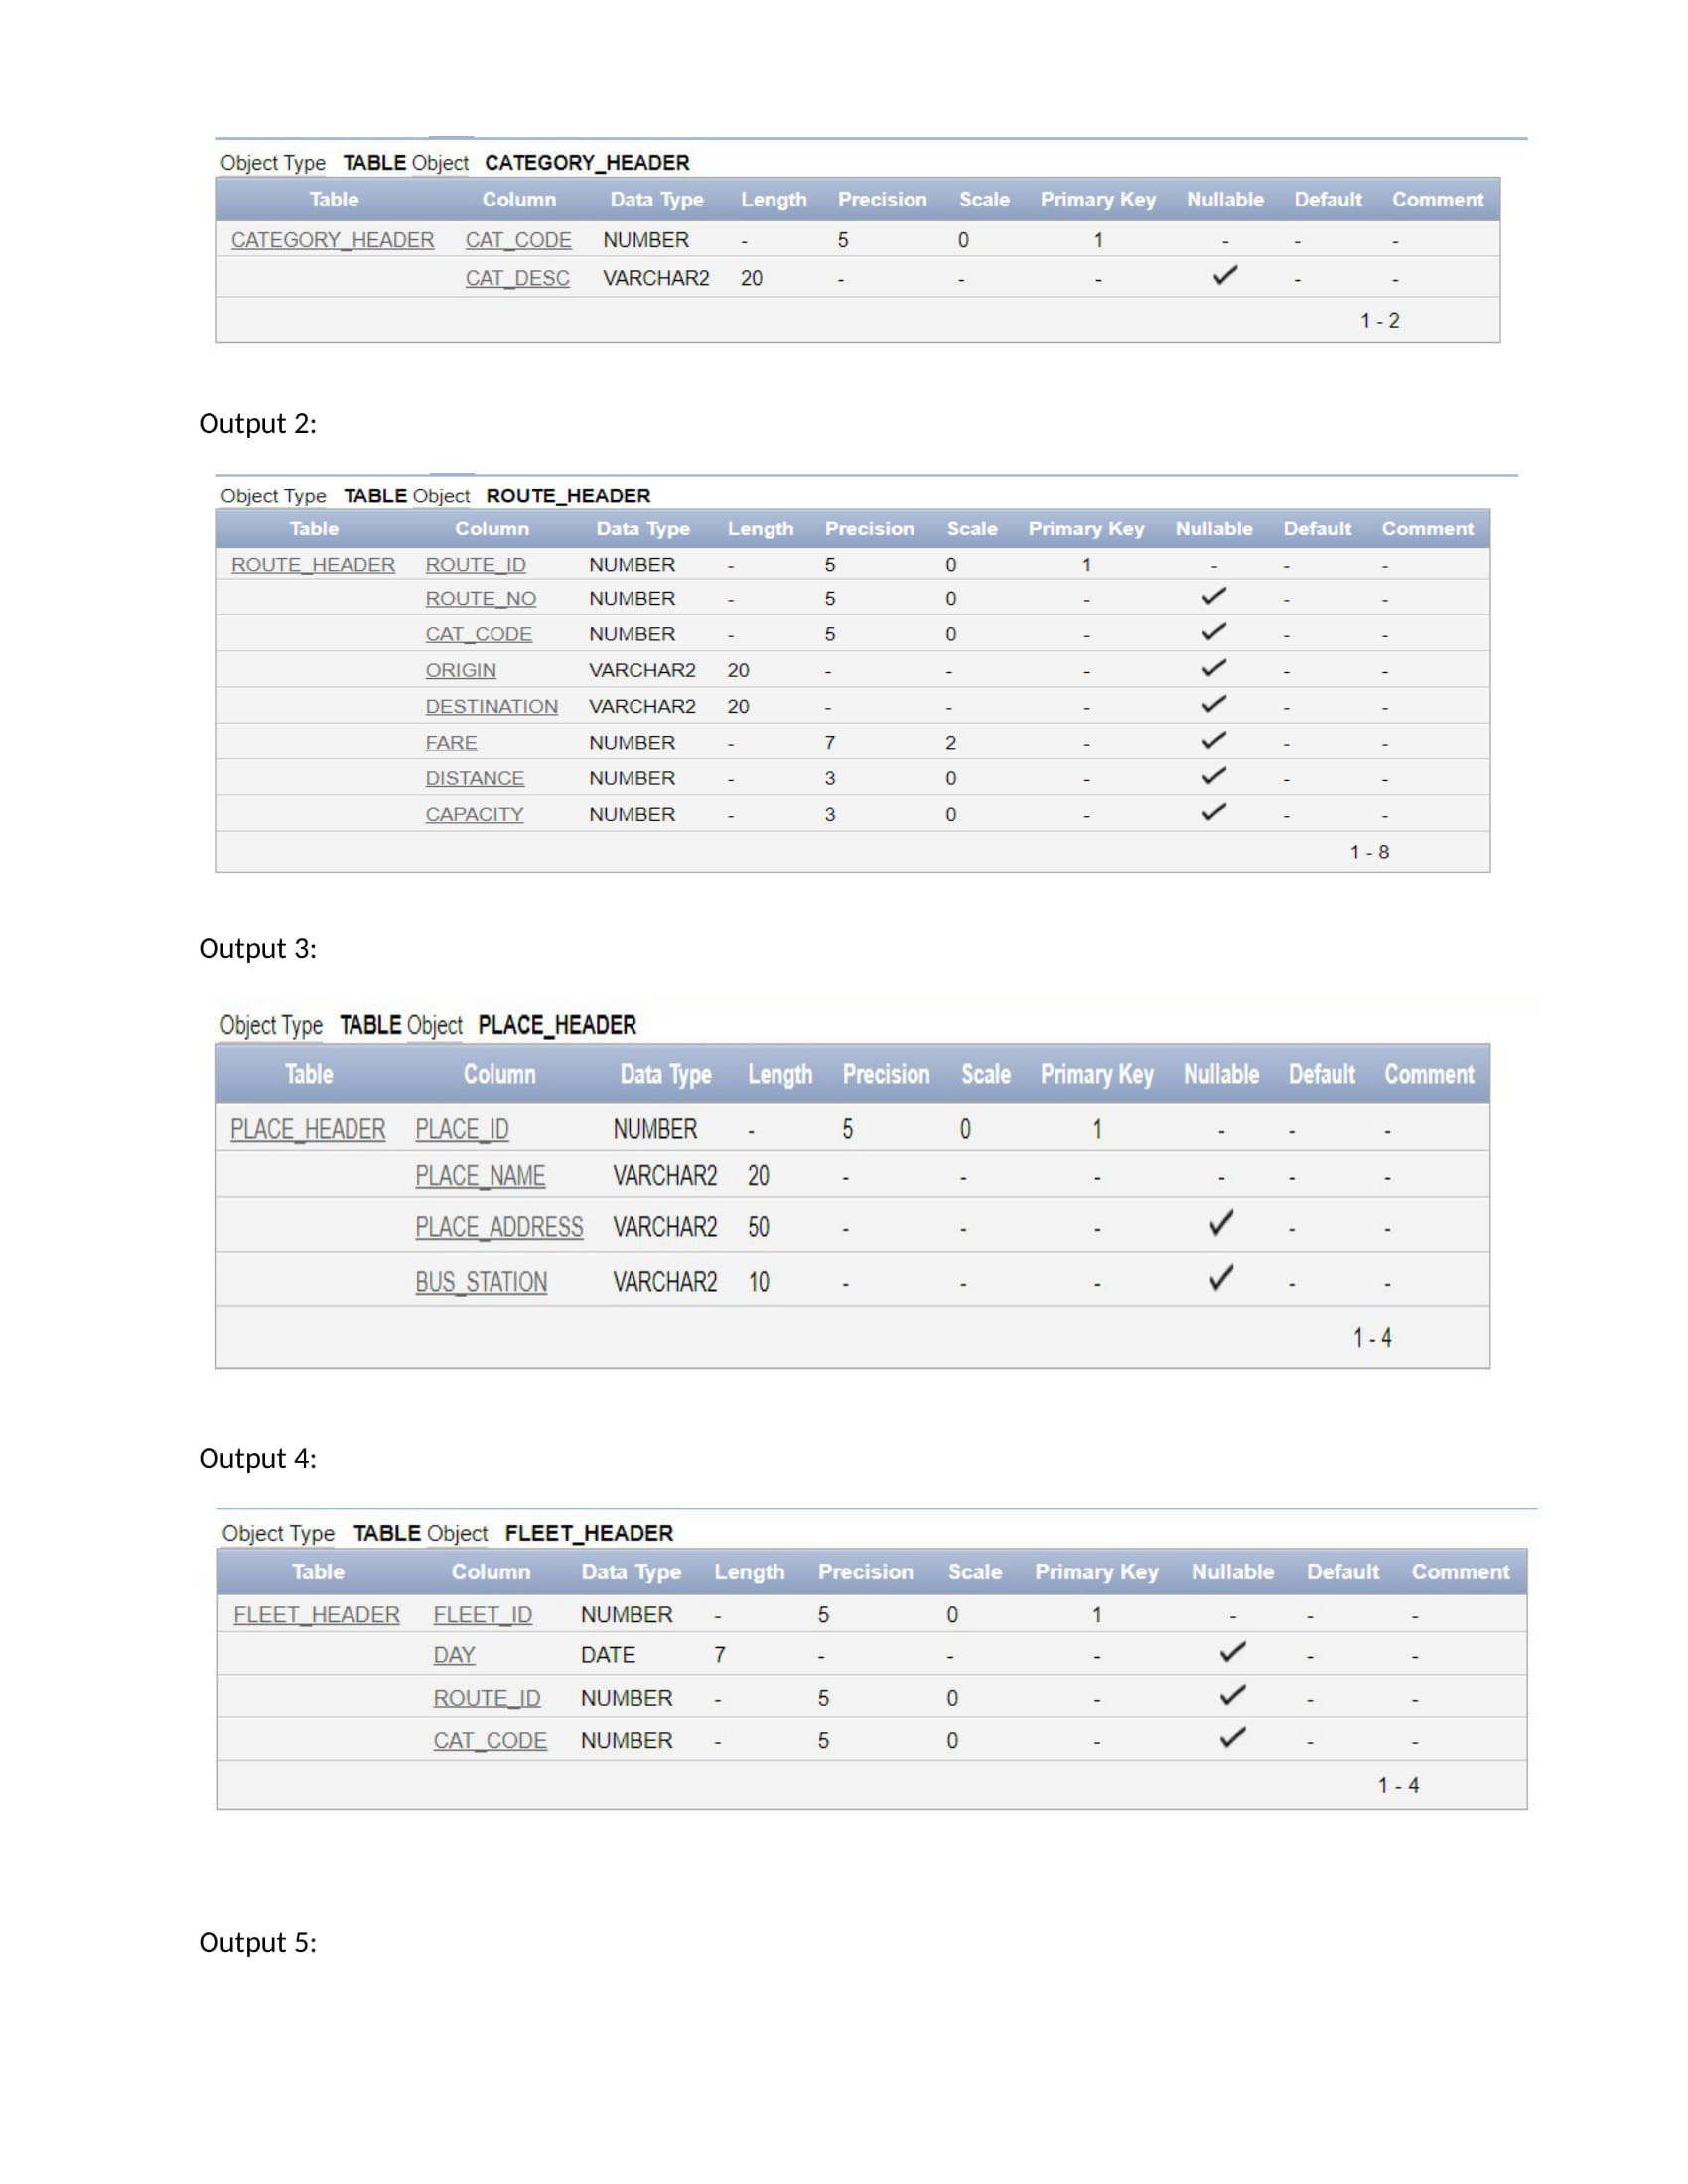 Object Type TABLE Object CATEGORY_HEADER
Table Column Data Type Length Precision Scale Primary Key Nullable Default Comment
CATEGORY_HEADER CAT_CODE NUMBER - 5 0 1 - - -
CAT_DESC VARCHAR2 20 - - - ✓ - -
1 - 2
Output 2:
Object Type TABLE Object ROUTE_HEADER
Table Column Data Type Length Precision Scale Primary Key Nullable Default Comment
ROUTE_HEADER ROUTE_ID NUMBER - 5 0 1 - - -
ROUTE_NO NUMBER - 5 0 - ✓ - -
CAT_CODE NUMBER - 5 0 - ✓ - -
ORIGIN VARCHAR2 20 - - - ✓ - -
DESTINATION VARCHAR2 20 - - - ✓ - -
FARE NUMBER - 7 2 - ✓ - -
DISTANCE NUMBER - 3 0 - ✓ - -
CAPACITY NUMBER - 3 0 - ✓ - -
1 - 8
Output 3:
Object Type TABLE Object PLACE_HEADER
Table Column Data Type Length Precision Scale Primary Key Nullable Default Comment
PLACE_HEADER PLACE_ID NUMBER - 5 0 1 - - -
PLACE_NAME VARCHAR2 20 - - - - - -
PLACE_ADDRESS VARCHAR2 50 - - - ✓ - -
BUS_STATION VARCHAR2 10 - - - ✓ - -
1 - 4
Output 4:
Object Type TABLE Object FLEET_HEADER
Table Column Data Type Length Precision Scale Primary Key Nullable Default Comment
FLEET_HEADER FLEET_ID NUMBER - 5 0 1 - - -
DAY DATE 7 - - - ✓ - -
ROUTE_ID NUMBER - 5 0 - ✓ - -
CAT_CODE NUMBER - 5 0 - ✓ - -
1 - 4
Output 5: